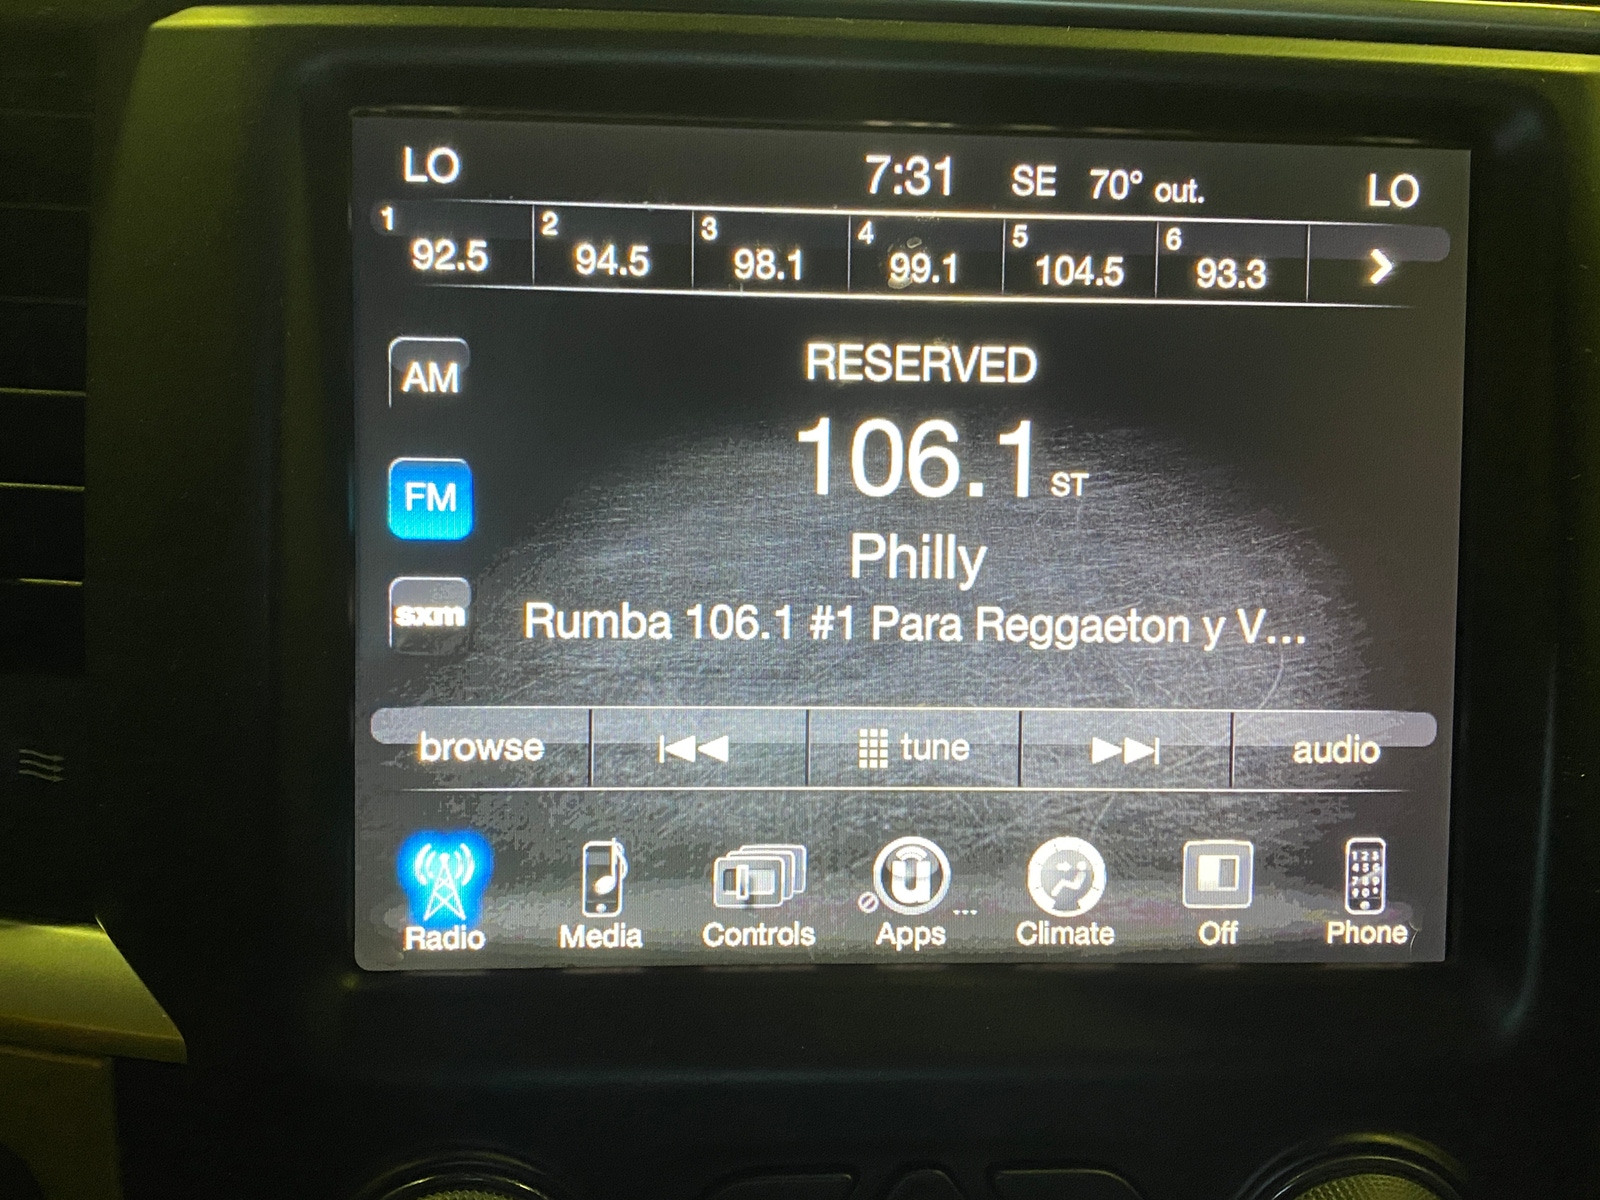 LO 7:31 SE 70° out. LO
1 92.5 2 94.5 3 98.1 4 99.1 5 104.5 6 93.3
AM
RESERVED
106.1 ST
FM
Philly
sxm
Rumba 106.1 #1 Para Reggaeton y V...
browse tune audio
Radio Media Controls Apps Climate Off Phone